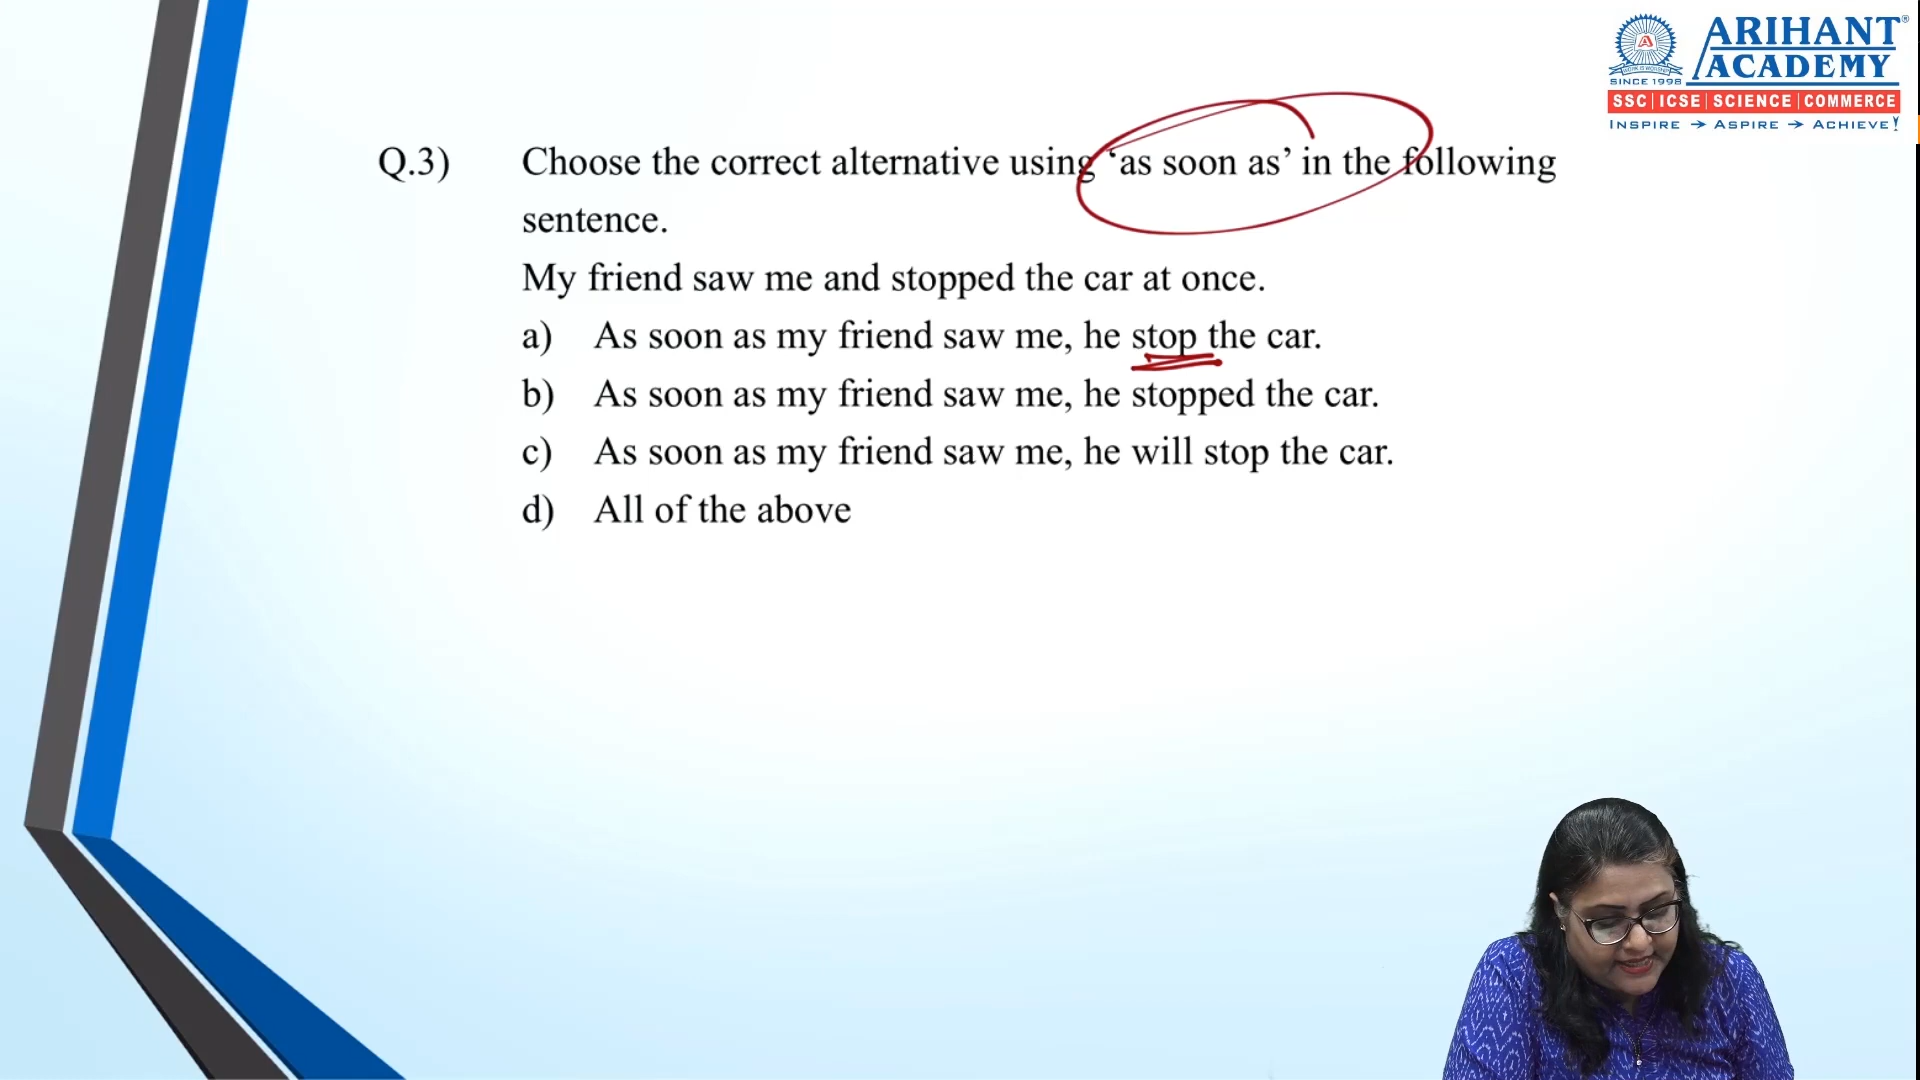 ARIHANT®
ACADEMY
SINCE 1998
SSC | ICSE | SCIENCE | COMMERCE
INSPIRE → ASPIRE → ACHIEVE!
Q.3) Choose the correct alternative using ‘as soon as’ in the following
sentence.
My friend saw me and stopped the car at once.
a) As soon as my friend saw me, he stop the car.
b) As soon as my friend saw me, he stopped the car.
c) As soon as my friend saw me, he will stop the car.
d) All of the above